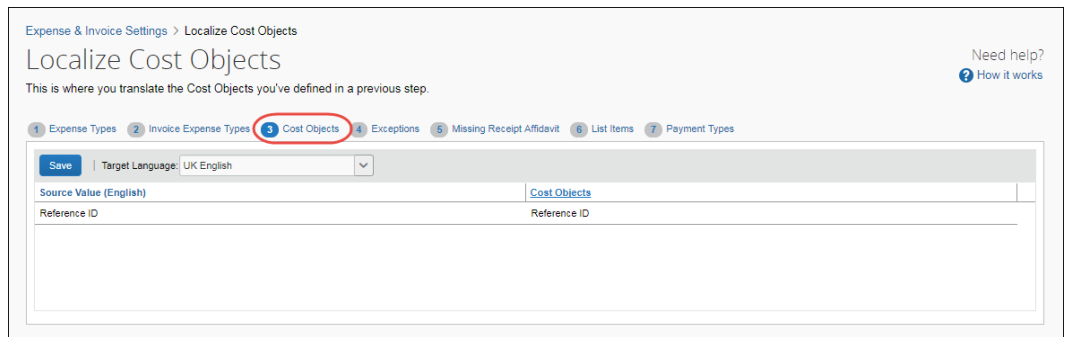 Expense & Invoice Settings > Localize Cost Objects
Localize Cost Objects
Need help?
? How it works
This is where you translate the Cost Objects you've defined in a previous step.
1 Expense Types 2 Invoice Expense Types 3 Cost Objects 4 Exceptions 5 Missing Receipt Affidavit 6 List Items 7 Payment Types
Save | Target Language: UK English
Source Value (English) Cost Objects
Reference ID Reference ID